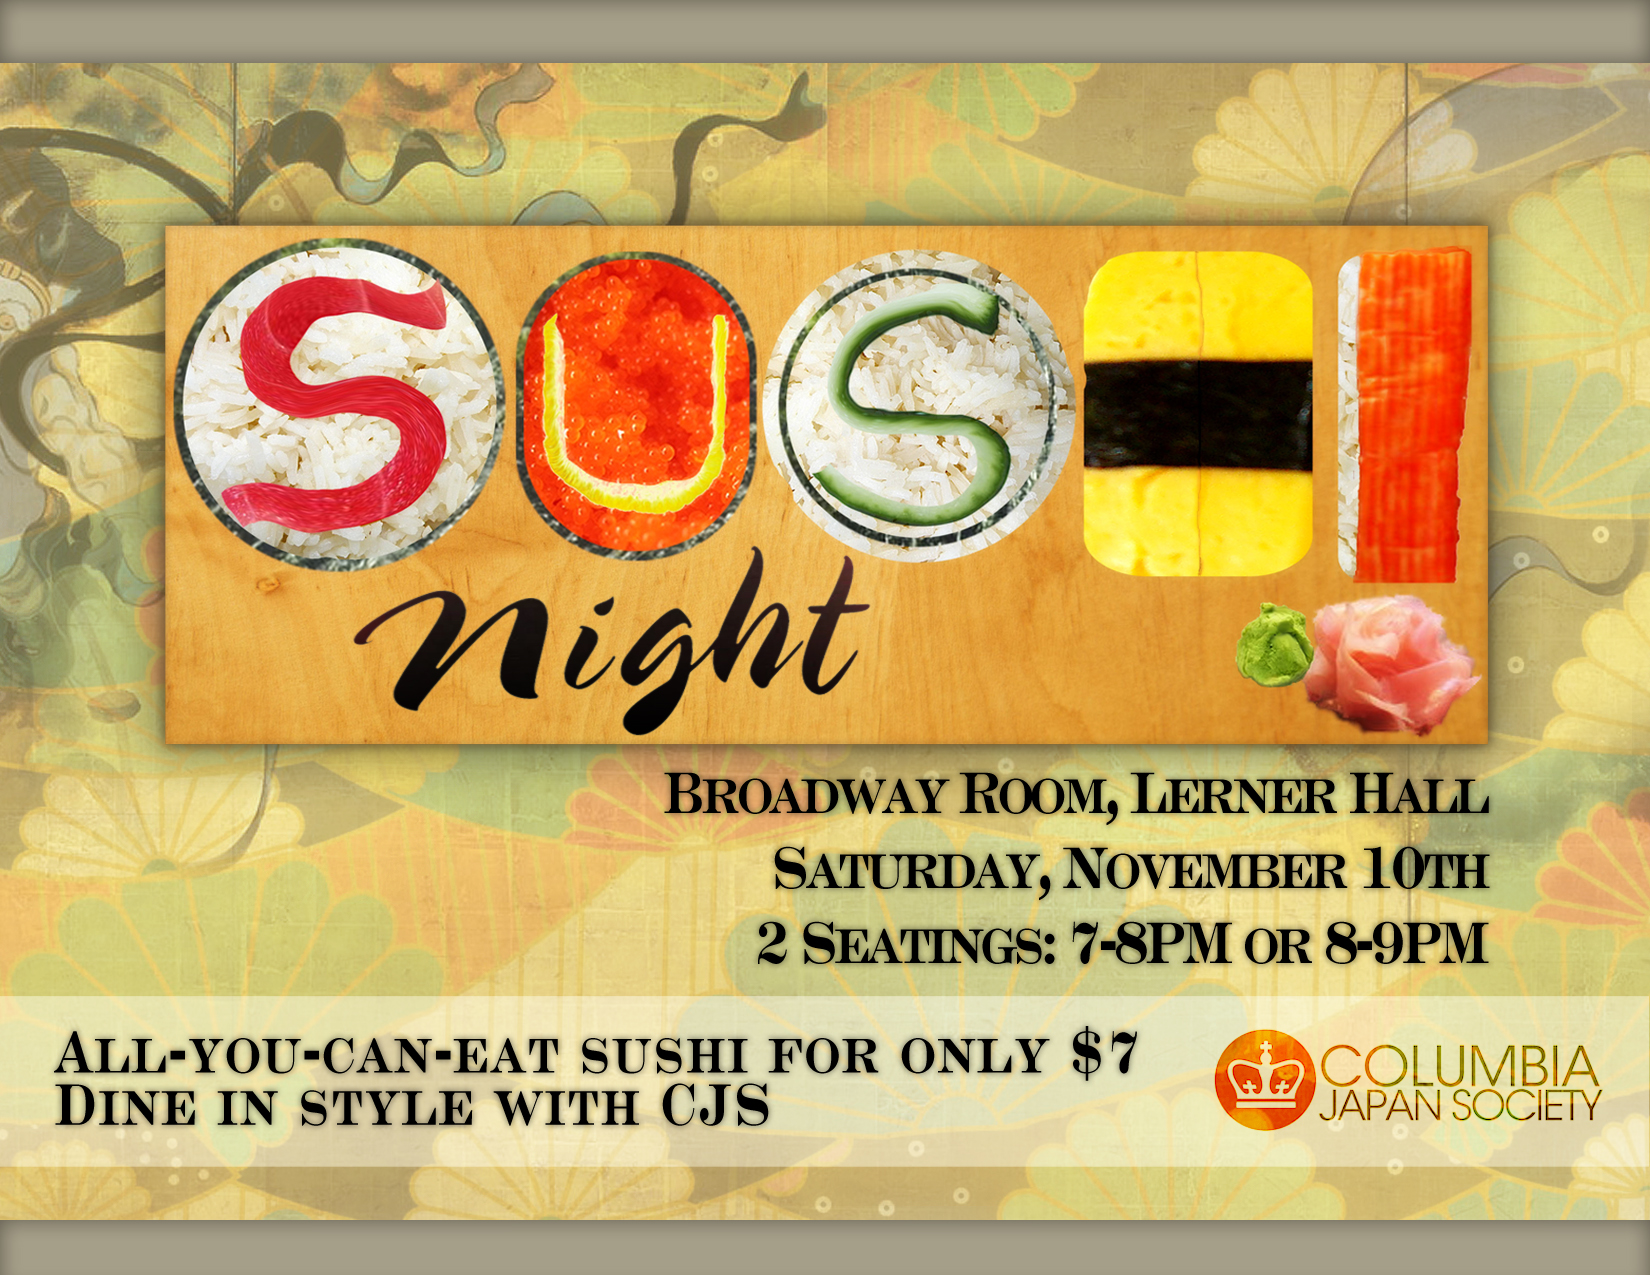 SUSHI
Night
Broadway Room, Lerner Hall
Saturday, November 10th
2 Seatings: 7-8PM or 8-9PM
All-you-can-eat sushi for only $7
Dine in style with CJS
COLUMBIA
JAPAN SOCIETY